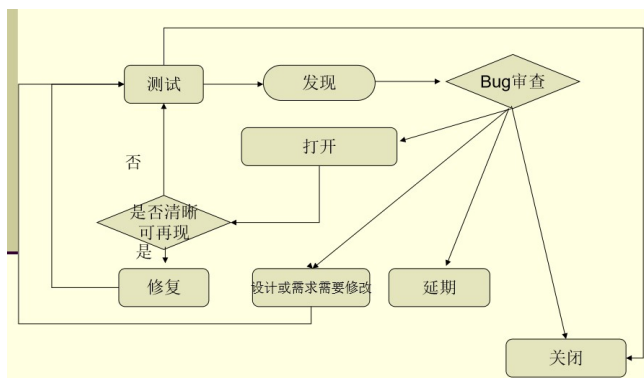 测试
发现
Bug审查
打开
否
是否清晰
可再现
是
修复
设计或需求需要修改
延期
关闭